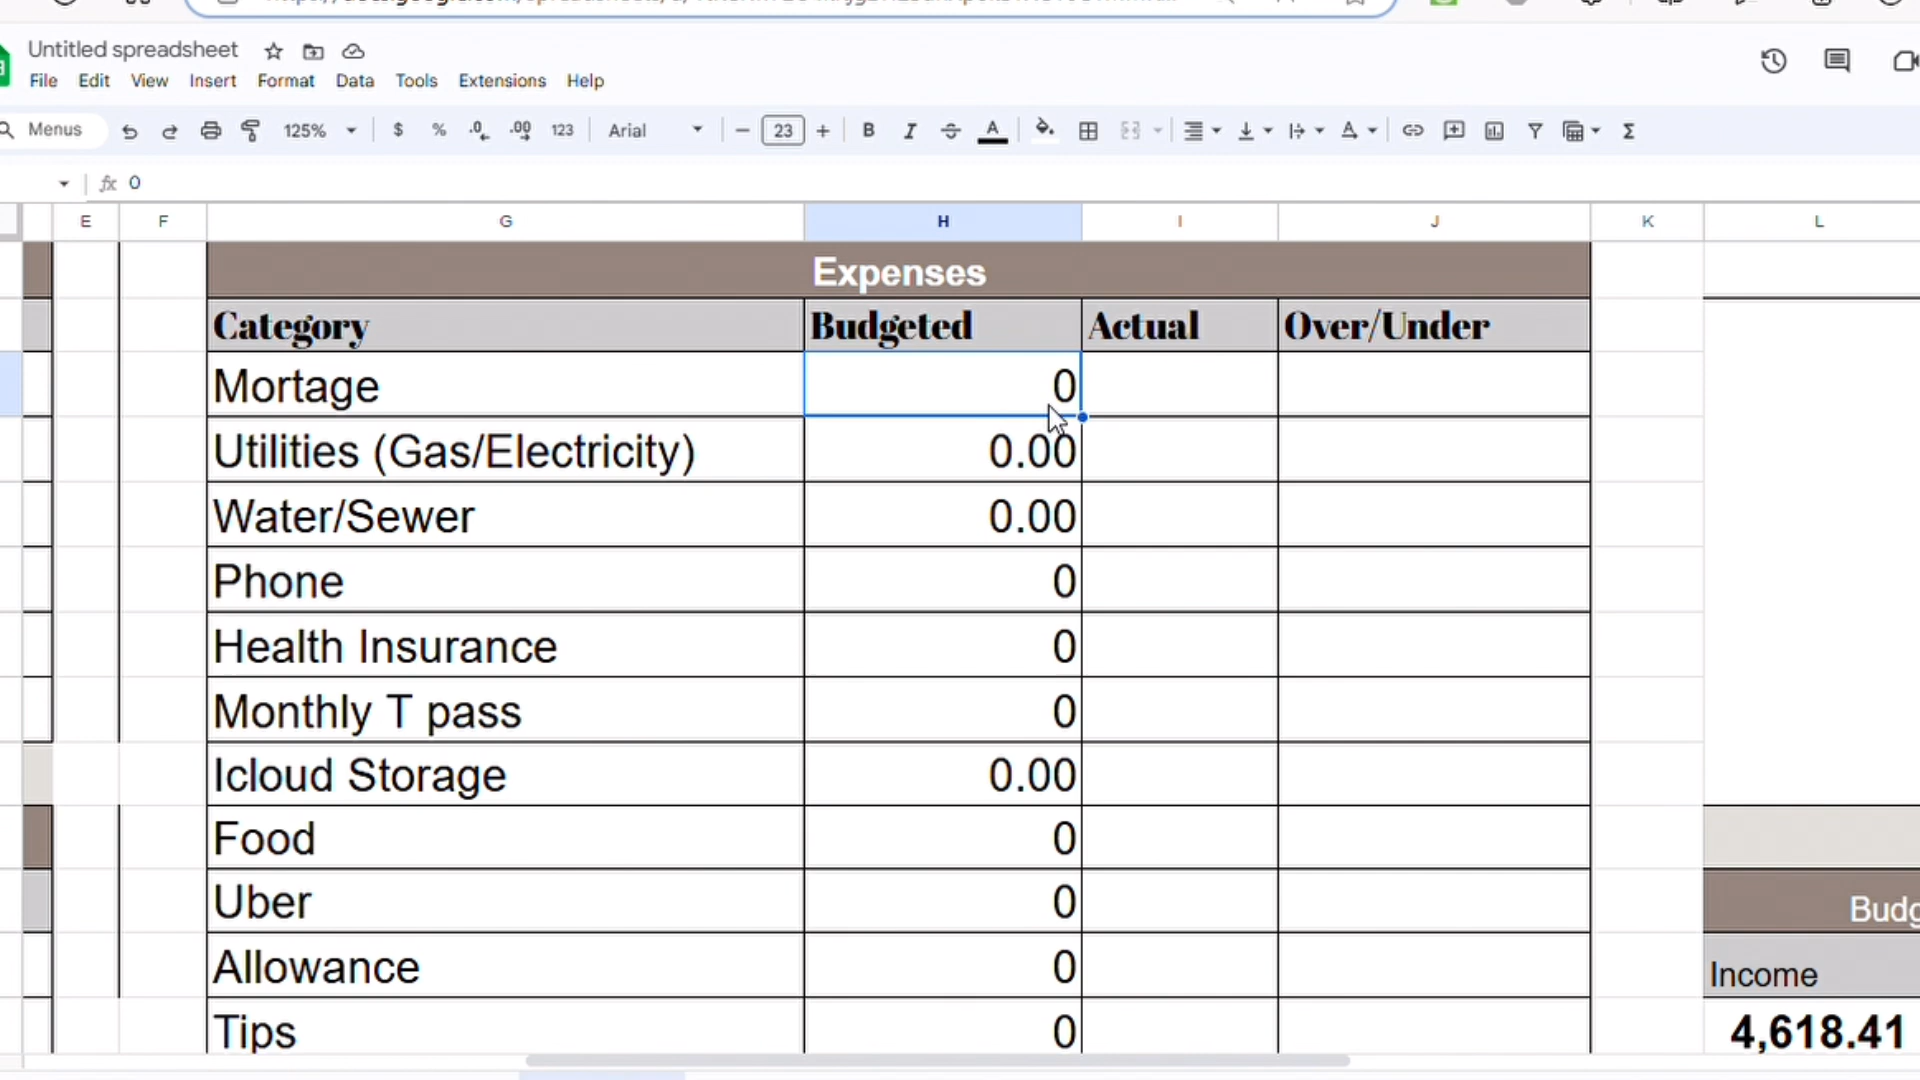 Untitled spreadsheet
File Edit View Insert Format Data Tools Extensions Help
Menus 125% $ % .0 .00 123 Arial 23 B I A Σ
fx 0
E F G H I J K L
Expenses
Category Budgeted Actual Over/Under
Mortage 0
Utilities (Gas/Electricity) 0.00
Water/Sewer 0.00
Phone 0
Health Insurance 0
Monthly T pass 0
Icloud Storage 0.00
Food 0
Uber 0
Budg
Allowance 0
Income
Tips 0
4,618.41